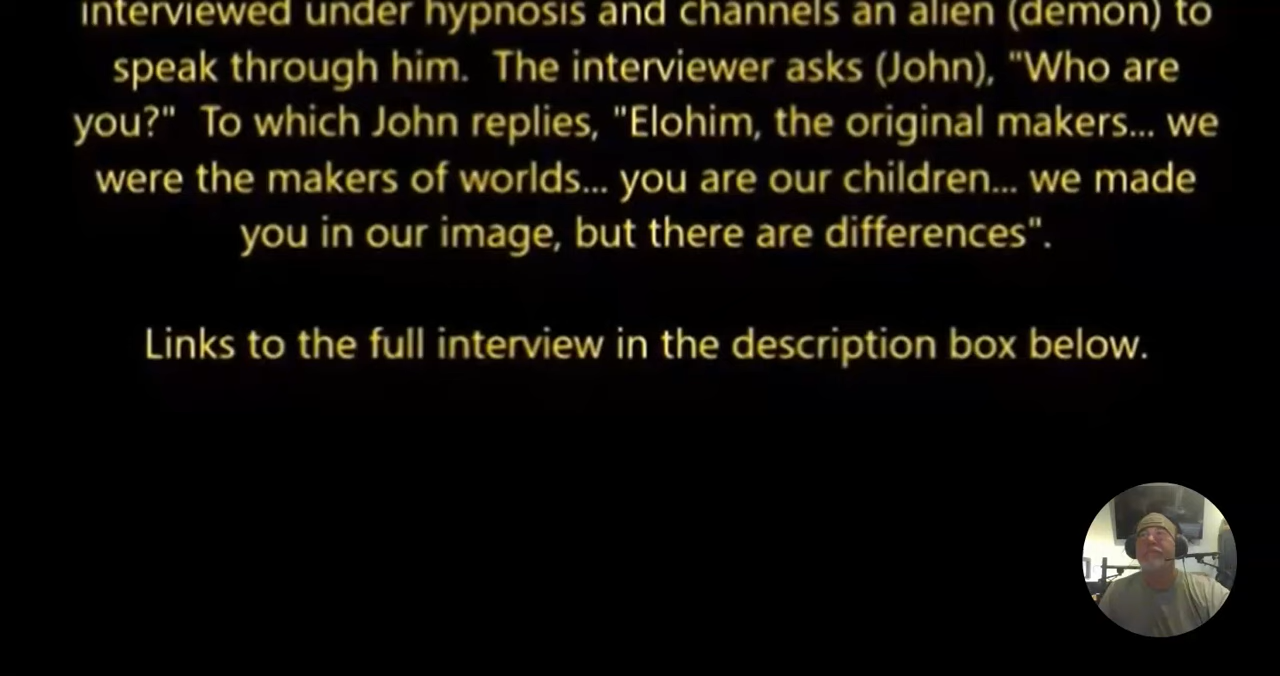 interviewed under hypnosis and channels an alien (demon) to
speak through him.  The interviewer asks (John), "Who are
you?"  To which John replies, "Elohim, the original makers... we
were the makers of worlds... you are our children... we made
you in our image, but there are differences".
Links to the full interview in the description box below.